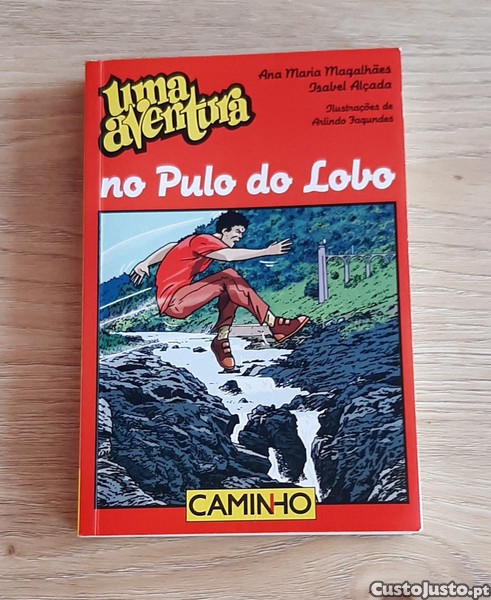 uma
aventura
Ana Maria Magalhães
Isabel Alçada
Ilustrações de
Arlindo Fagundes
no Pulo do Lobo
CAMINHO
CustoJusto.pt